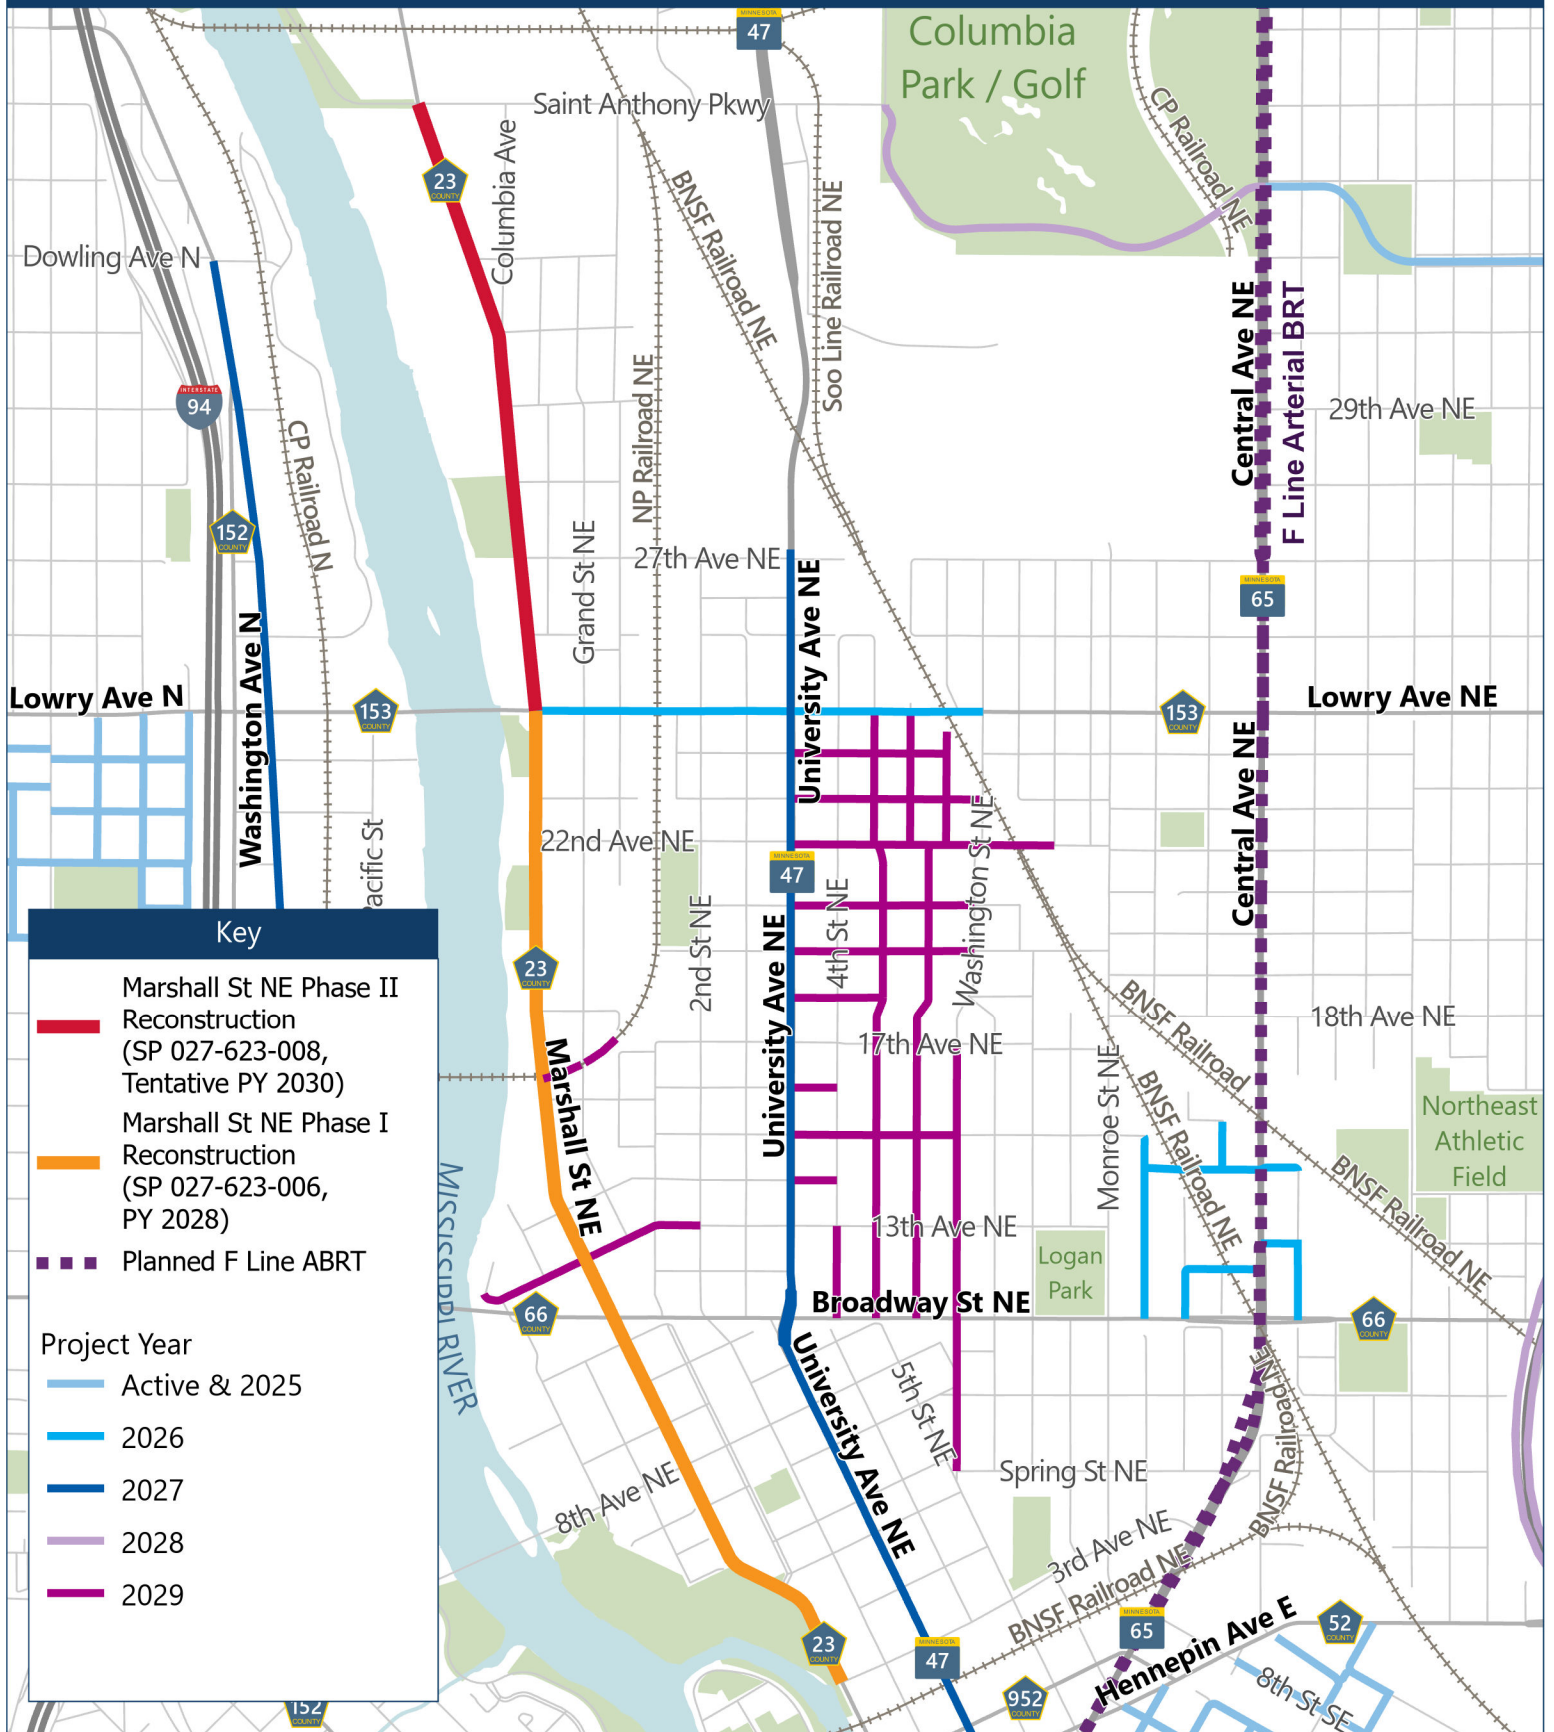 MINNESOTA
47
Columbia
Park / Golf
Saint Anthony Pkwy
CP Railroad NE
23
COUNTY
Columbia Ave
BNSF Railroad NE
Soo Line Railroad NE
Dowling Ave N
Central Ave NE
F Line Arterial BRT
INTERSTATE
94
NP Railroad NE
29th Ave NE
CP Railroad N
152
COUNTY
Grand St NE
27th Ave NE
University Ave NE
MINNESOTA
65
Washington Ave N
Lowry Ave N
153
COUNTY
153
COUNTY
Lowry Ave NE
Central Ave NE
Pacific St
22nd Ave NE
MINNESOTA
47
Washington St NE
4th St NE
2nd St NE
University Ave NE
23
COUNTY
BNSF Railroad
18th Ave NE
17th Ave NE
Marshall St NE
Monroe St NE
BNSF Railroad NE
Northeast
Athletic
Field
BNSF Railroad NE
13th Ave NE
Logan
Park
Broadway St NE
66
COUNTY
66
COUNTY
MISSISSIPPI RIVER
University Ave NE
5th St NE
BNSF Railroad NE
8th Ave NE
Spring St NE
3rd Ave NE
BNSF Railroad NE
23
COUNTY
MINNESOTA
47
MINNESOTA
65
Hennepin Ave E
52
COUNTY
952
COUNTY
8th St SE
152
COUNTY
Key
Marshall St NE Phase II
Reconstruction
(SP 027-623-008,
Tentative PY 2030)
Marshall St NE Phase I
Reconstruction
(SP 027-623-006,
PY 2028)
Planned F Line ABRT
Project Year
Active & 2025
2026
2027
2028
2029